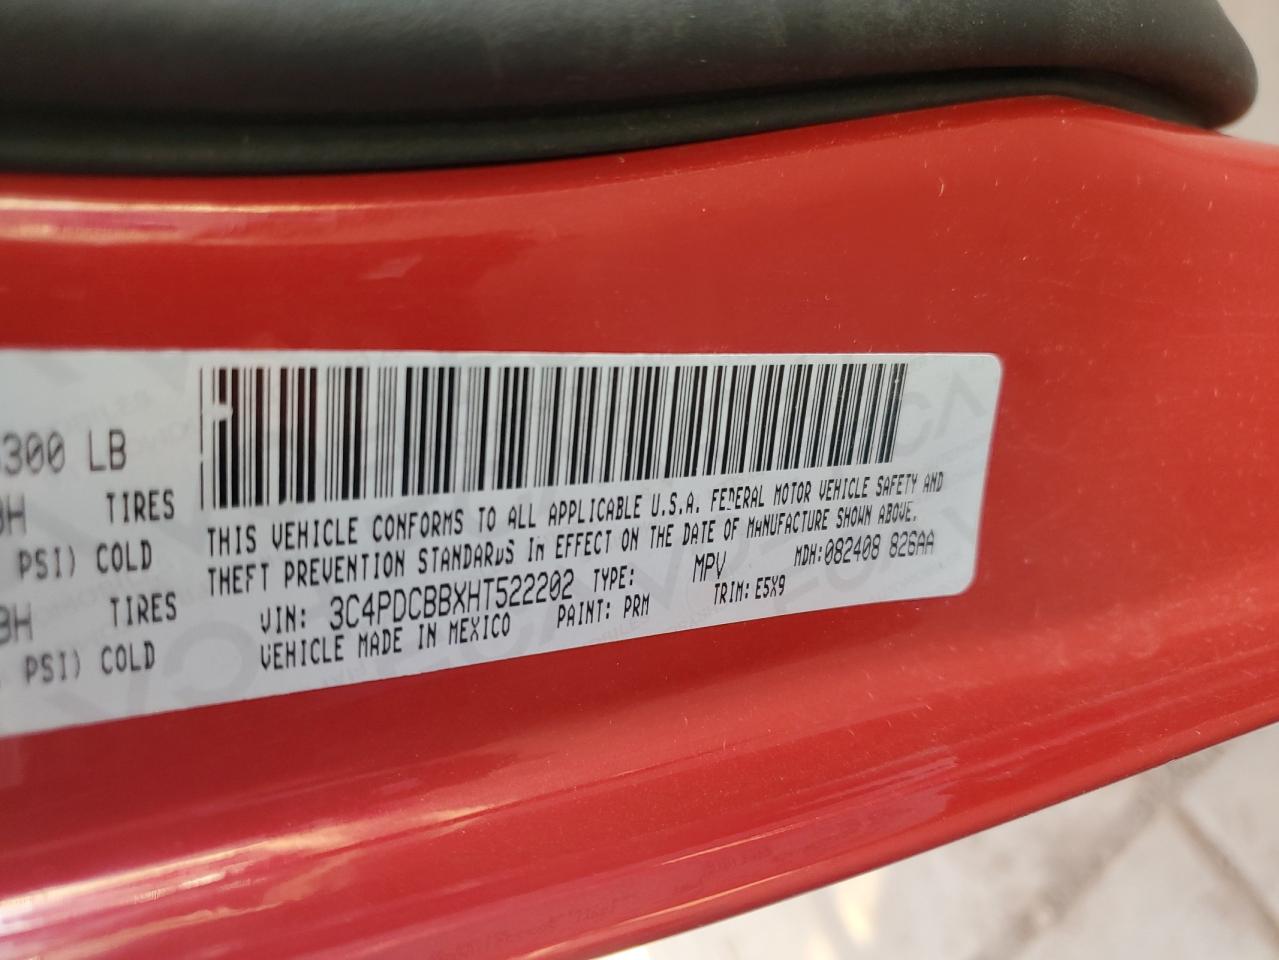 300 LB
TIRES
PSI) COLD
TIRES
PSI) COLD
THIS VEHICLE CONFORMS TO ALL APPLICABLE U.S.A. FEDERAL MOTOR VEHICLE SAFETY AND
THEFT PREVENTION STANDARDS IN EFFECT ON THE DATE OF MANUFACTURE SHOWN ABOVE.
VIN: 3C4PDCBBXHT522202 TYPE: MPV MDH:082408 826AA
VEHICLE MADE IN MEXICO PAINT: PRM TRIM: E5X9